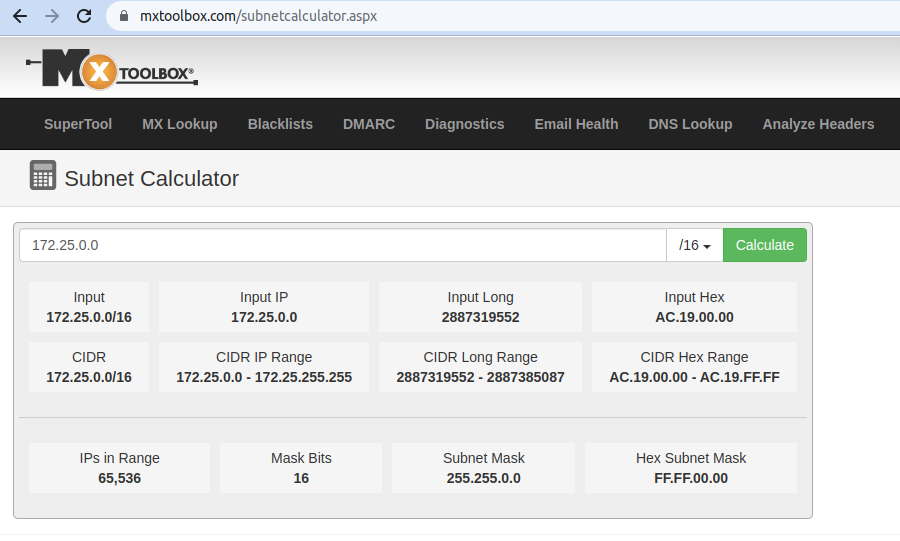 mxtoolbox.com/subnetcalculator.aspx
MX TOOLBOX®
SuperTool MX Lookup Blacklists DMARC Diagnostics Email Health DNS Lookup Analyze Headers
Subnet Calculator
172.25.0.0 /16 Calculate
Input Input IP Input Long Input Hex
172.25.0.0/16 172.25.0.0 2887319552 AC.19.00.00
CIDR CIDR IP Range CIDR Long Range CIDR Hex Range
172.25.0.0/16 172.25.0.0 - 172.25.255.255 2887319552 - 2887385087 AC.19.00.00 - AC.19.FF.FF
IPs in Range Mask Bits Subnet Mask Hex Subnet Mask
65,536 16 255.255.0.0 FF.FF.00.00